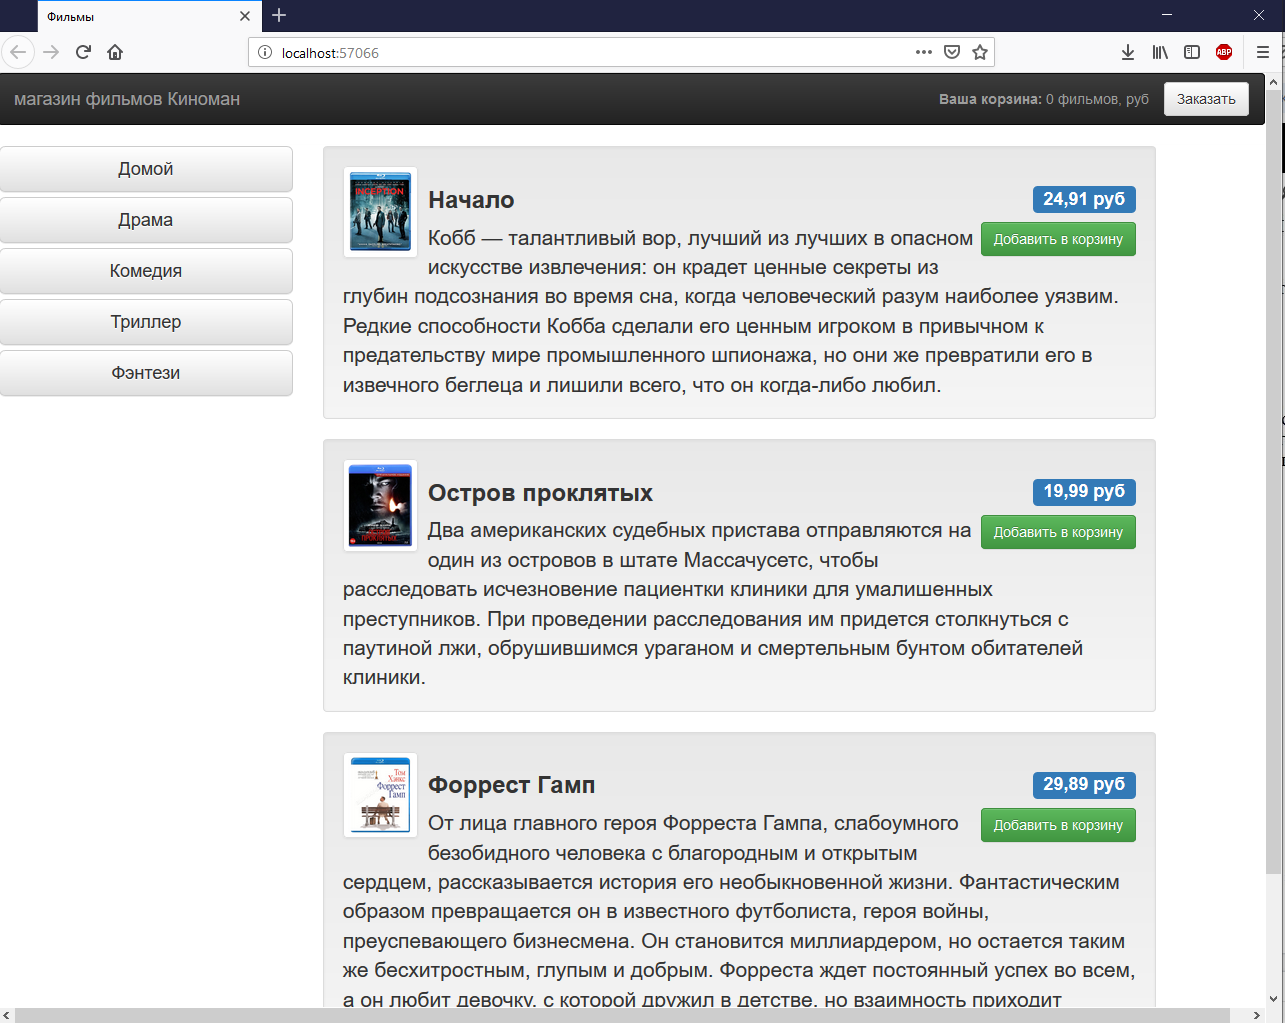 Фильмы
localhost:57066
ABP
магазин фильмов Киноман
Ваша корзина: 0 фильмов, руб
Заказать
Домой
Драма
Комедия
Триллер
Фэнтези
INCEPTION
Начало
24,91 руб
Добавить в корзину
Кобб — талантливый вор, лучший из лучших в опасном
искусстве извлечения: он крадет ценные секреты из
глубин подсознания во время сна, когда человеческий разум наиболее уязвим.
Редкие способности Кобба сделали его ценным игроком в привычном к
предательству мире промышленного шпионажа, но они же превратили его в
извечного беглеца и лишили всего, что он когда-либо любил.
Остров проклятых
19,99 руб
Добавить в корзину
Два американских судебных пристава отправляются на
один из островов в штате Массачусетс, чтобы
расследовать исчезновение пациентки клиники для умалишенных
преступников. При проведении расследования им придется столкнуться с
паутиной лжи, обрушившимся ураганом и смертельным бунтом обитателей
клиники.
Том
Хэнкс
Форрест
Гамп
Форрест Гамп
29,89 руб
Добавить в корзину
От лица главного героя Форреста Гампа, слабоумного
безобидного человека с благородным и открытым
сердцем, рассказывается история его необыкновенной жизни. Фантастическим
образом превращается он в известного футболиста, героя войны,
преуспевающего бизнесмена. Он становится миллиардером, но остается таким
же бесхитростным, глупым и добрым. Форреста ждет постоянный успех во всем,
а он любит девочку, с которой дружил в детстве, но взаимность приходит